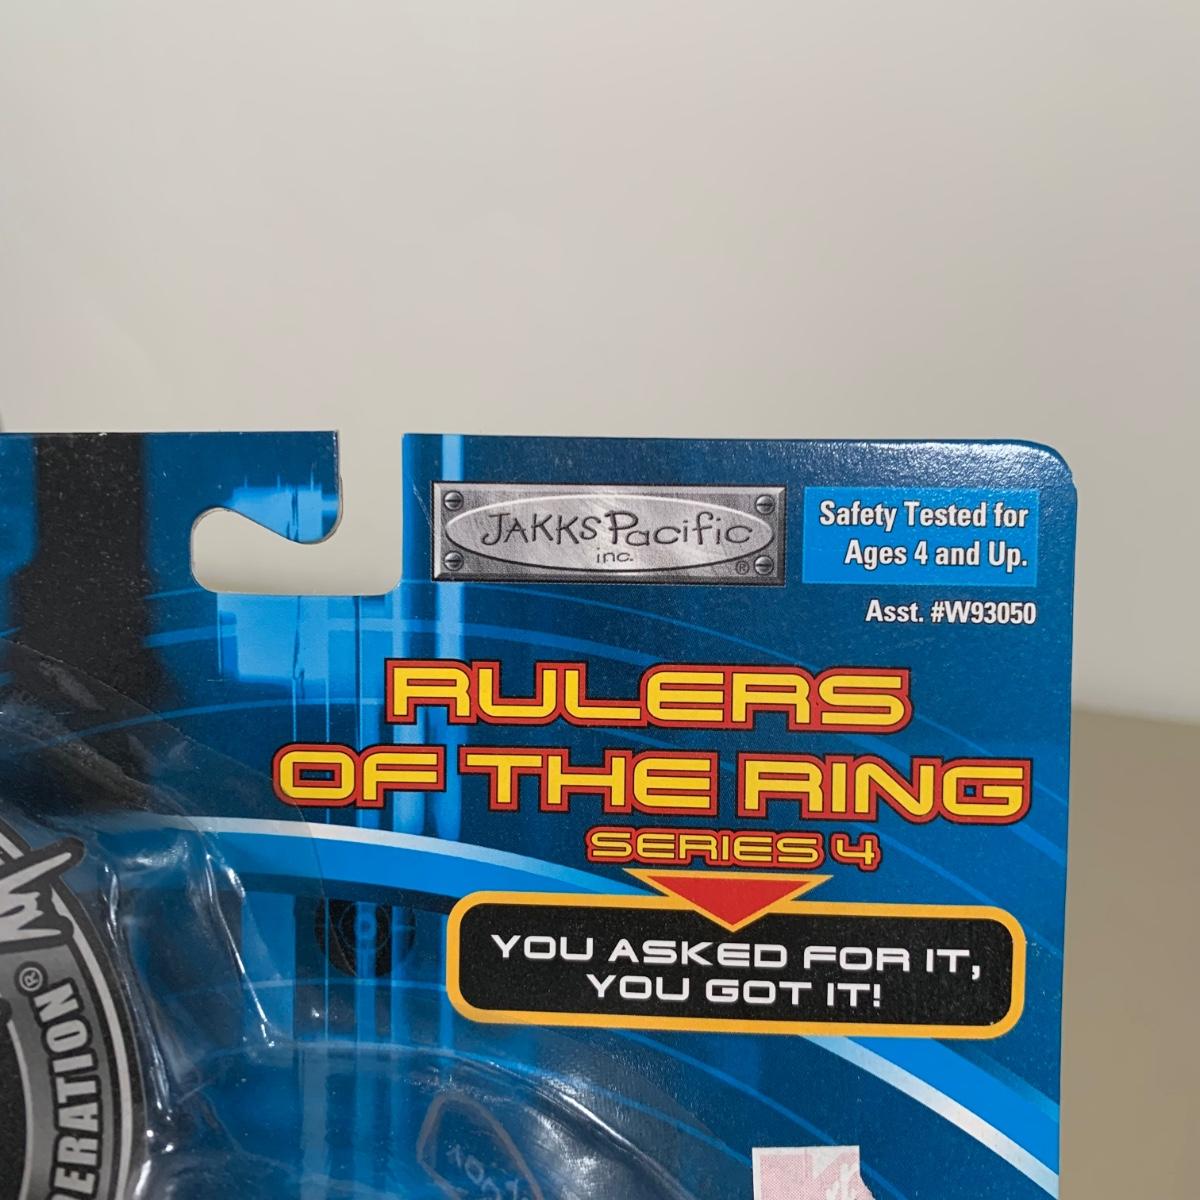 JAKKS Pacific
inc.
®
Safety Tested for
Ages 4 and Up.
Asst. #W93050
RULERS
OF THE RING
SERIES 4
YOU ASKED FOR IT,
YOU GOT IT!
®